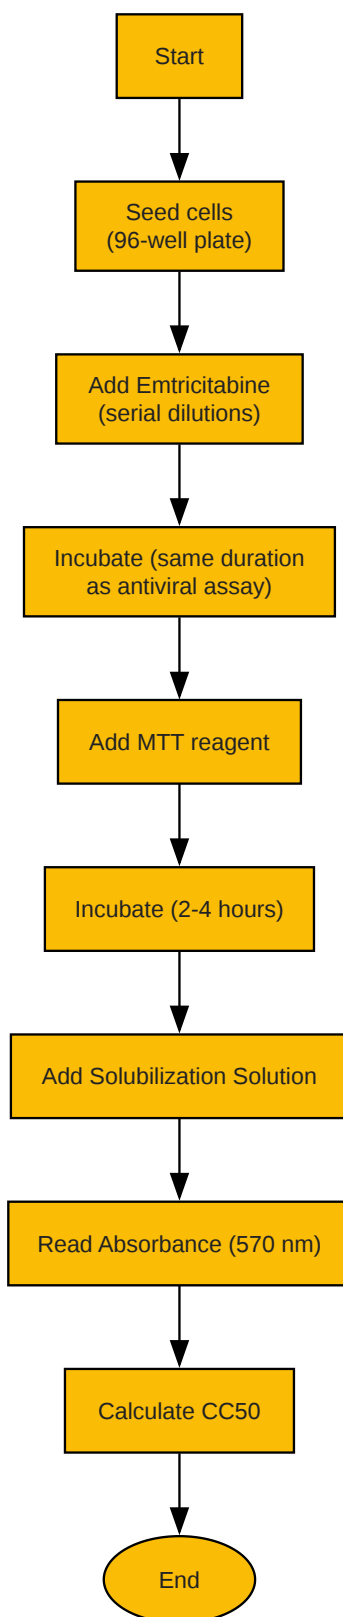 Start
Seed cells
(96-well plate)
Add Emtricitabine
(serial dilutions)
Incubate (same duration
as antiviral assay)
Add MTT reagent
Incubate (2-4 hours)
Add Solubilization Solution
Read Absorbance (570 nm)
Calculate CC50
End